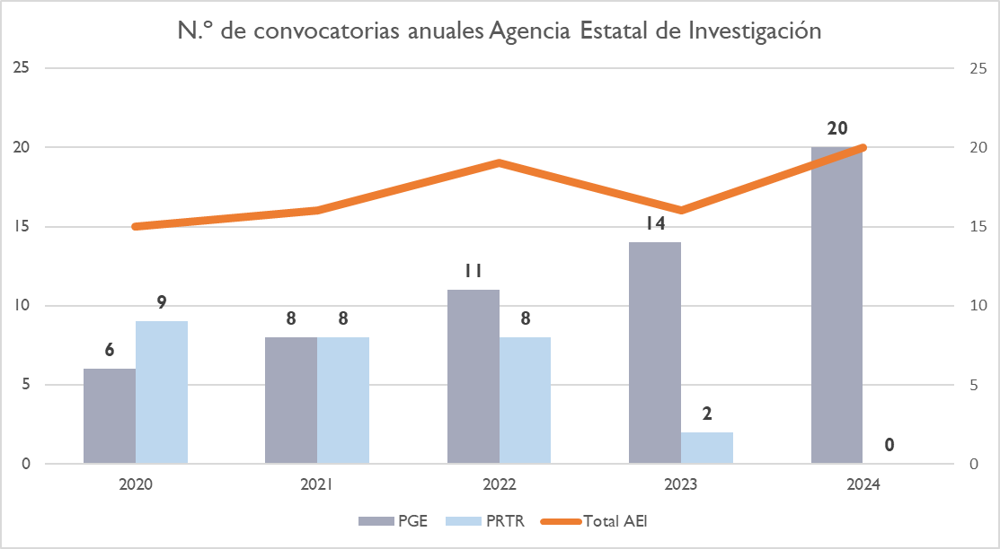 N.º de convocatorias anuales Agencia Estatal de Investigación
25 25
20 20 20
15 15
14
11
10 10
9 8 8 8
6
5 5
2
0 0 0
2020 2021 2022 2023 2024
PGE PRTR Total AEI